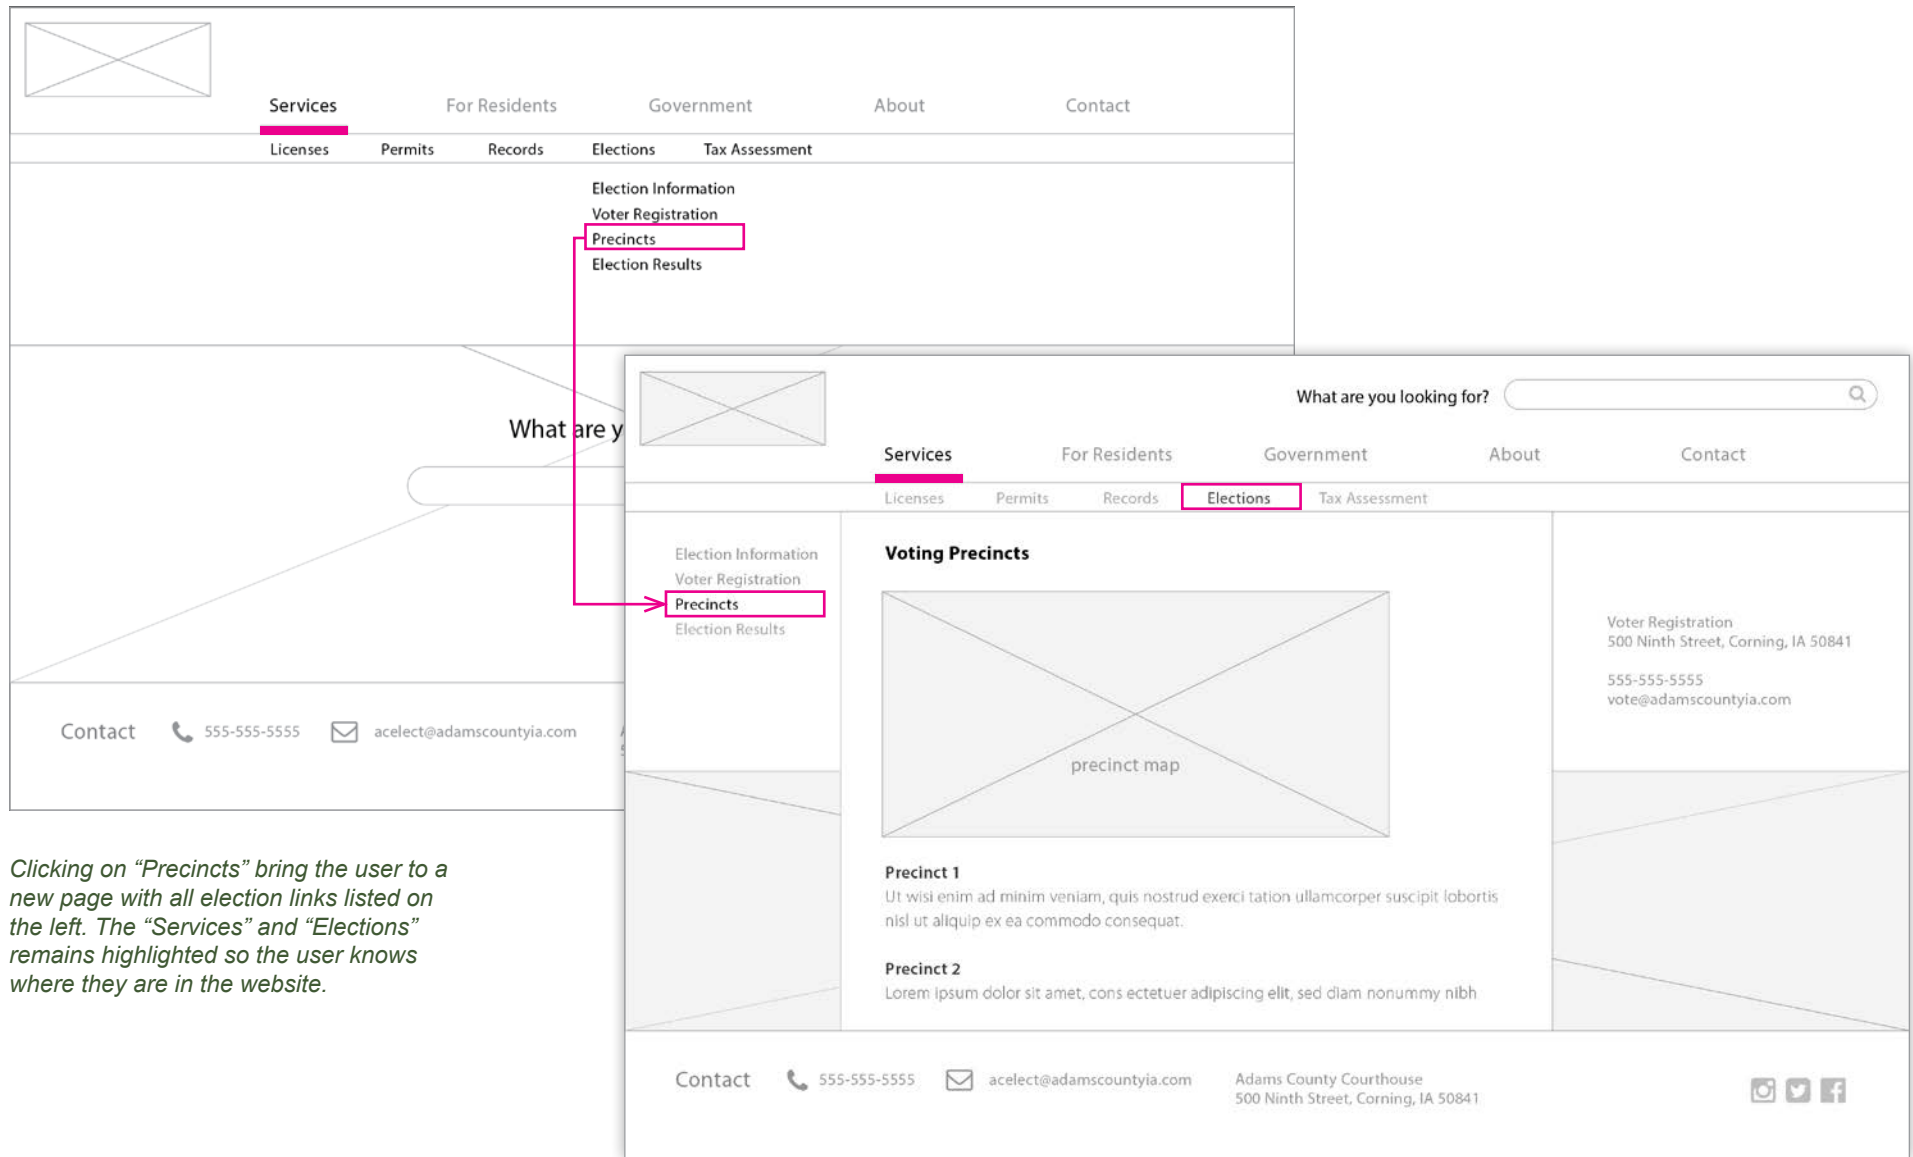 Services For Residents Government About Contact
Licenses Permits Records Elections Tax Assessment
Election Information
Voter Registration
Precincts
Election Results
What are y
Contact 555-555-5555 acelect@adamscountyia.com
Clicking on “Precincts” bring the user to a
new page with all election links listed on
the left. The “Services” and “Elections”
remains highlighted so the user knows
where they are in the website.
What are you looking for?
Services For Residents Government About Contact
Licenses Permits Records Elections Tax Assessment
Election Information
Voter Registration
Precincts
Election Results
Voting Precincts
precinct map
Precinct 1
Ut wisi enim ad minim veniam, quis nostrud exerci tation ullamcorper suscipit lobortis
nisl ut aliquip ex ea commodo consequat.
Precinct 2
Lorem ipsum dolor sit amet, cons ectetuer adipiscing elit, sed diam nonummy nibh
Voter Registration
500 Ninth Street, Corning, IA 50841
555-555-5555
vote@adamscountyia.com
Contact 555-555-5555 acelect@adamscountyia.com
Adams County Courthouse
500 Ninth Street, Corning, IA 50841